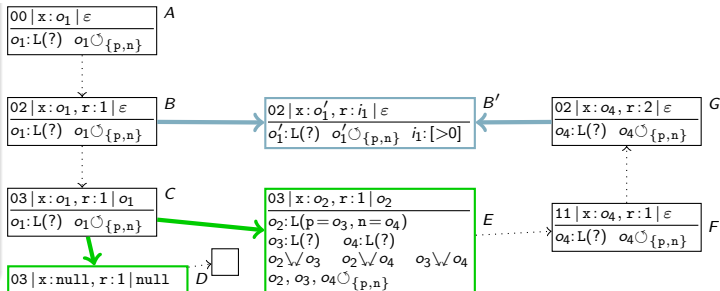 00 | x:o₁ | ε A
o₁:L(?) o₁↺{p,n}
02 | x:o₁, r:1 | ε B
o₁:L(?) o₁↺{p,n}
02 | x:o₁′, r:i₁ | ε B′
o₁′:L(?) o₁′↺{p,n} i₁:[>0]
02 | x:o₄, r:2 | ε G
o₄:L(?) o₄↺{p,n}
03 | x:o₁, r:1 | o₁ C
o₁:L(?) o₁↺{p,n}
03 | x:o₂, r:1 | o₂ E
o₂:L(p=o₃, n=o₄)
o₃:L(?) o₄:L(?)
o₂⭨⭩o₃ o₂⭨⭩o₄ o₃⭨⭩o₄
o₂, o₃, o₄↺{p,n}
11 | x:o₄, r:1 | ε F
o₄:L(?) o₄↺{p,n}
03 | x:null, r:1 | null D